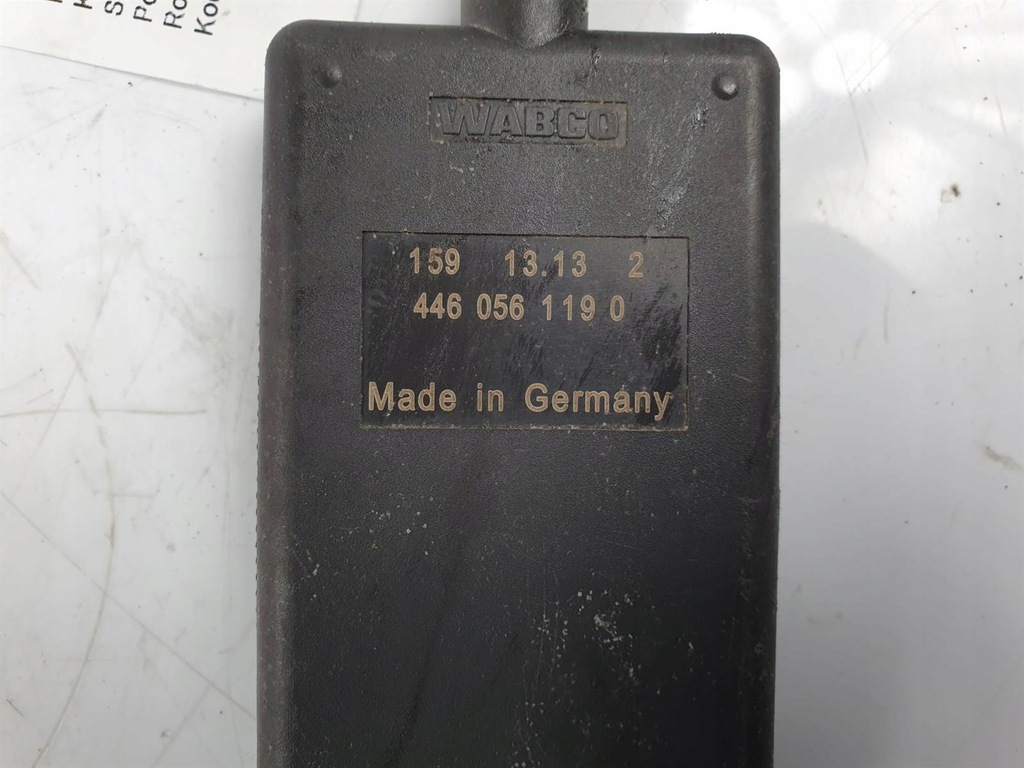 WABCO
159 13.13 2
446 056 119 0
Made in Germany